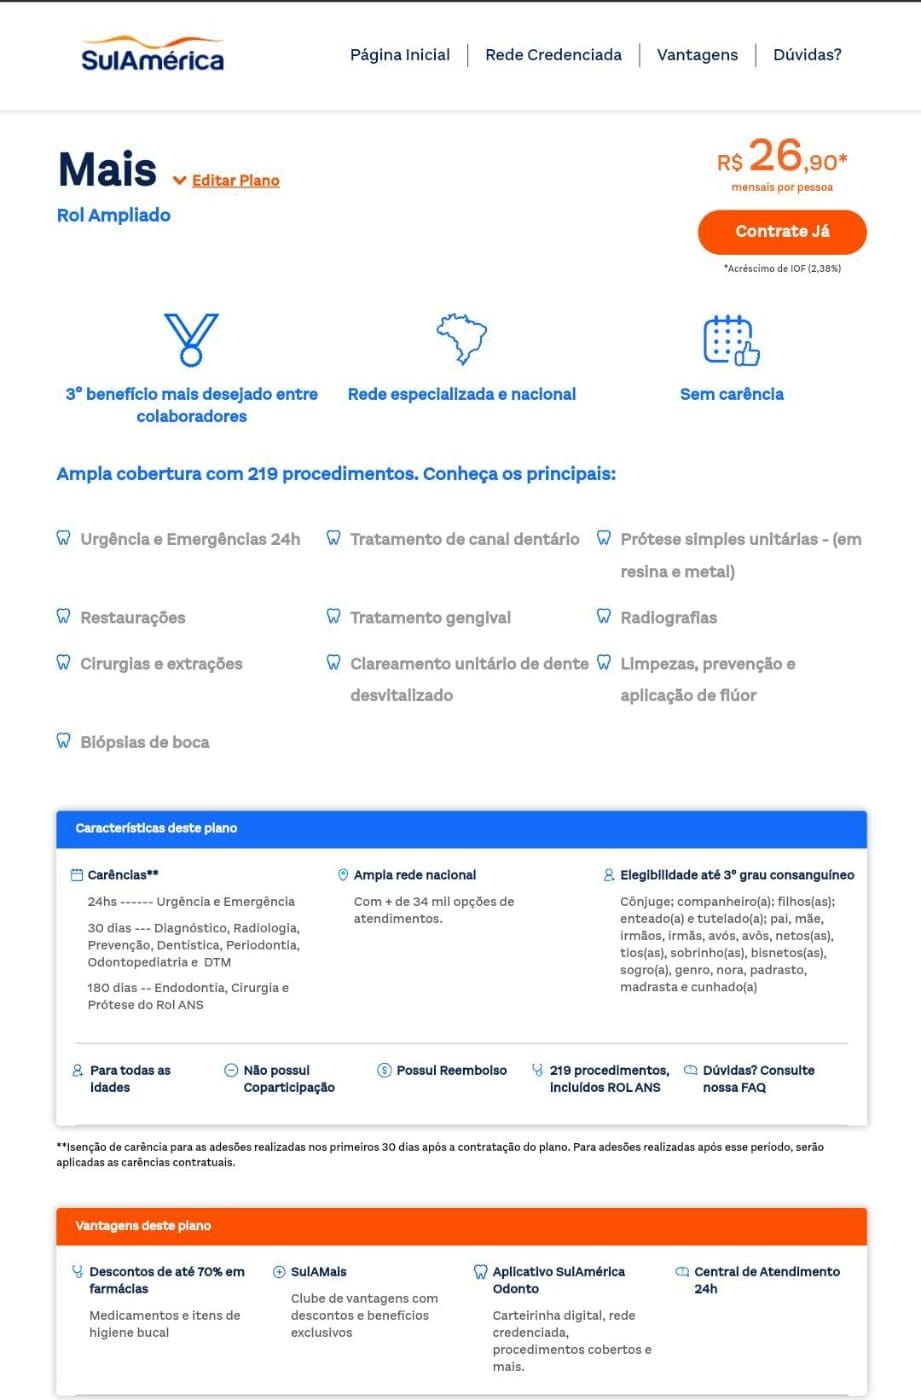 SulAmérica
Página Inicial | Rede Credenciada | Vantagens | Dúvidas?
Mais
Editar Plano
Rol Ampliado
R$ 26,90*
mensais por pessoa
Contrate Já
*Acréscimo de IOF (2,38%)
3° benefício mais desejado entre
colaboradores
Rede especializada e nacional
Sem carência
Ampla cobertura com 219 procedimentos. Conheça os principais:
Urgência e Emergências 24h
Tratamento de canal dentário
Prótese simples unitárias - (em
resina e metal)
Restaurações
Tratamento gengival
Radiografias
Cirurgias e extrações
Clareamento unitário de dente
desvitalizado
Limpezas, prevenção e
aplicação de flúor
Biópsias de boca
Características deste plano
Carências**
24hs ------ Urgência e Emergência
30 dias --- Diagnóstico, Radiologia,
Prevenção, Dentística, Periodontia,
Odontopediatria e DTM
180 dias -- Endodontia, Cirurgia e
Prótese do Rol ANS
Ampla rede nacional
Com + de 34 mil opções de
atendimentos.
Elegibilidade até 3° grau consanguíneo
Cônjuge; companheiro(a); filhos(as);
enteado(a) e tutelado(a); pai, mãe,
irmãos, irmãs, avós, avôs, netos(as),
tios(as), sobrinho(as), bisnetos(as),
sogro(a), genro, nora, padrasto,
madrasta e cunhado(a)
Para todas as
idades
Não possui
Coparticipação
Possui Reembolso
219 procedimentos,
incluídos ROL ANS
Dúvidas? Consulte
nossa FAQ
**Isenção de carência para as adesões realizadas nos primeiros 30 dias após a contratação do plano. Para adesões realizadas após esse período, serão
aplicadas as carências contratuais.
Vantagens deste plano
Descontos de até 70% em
farmácias
Medicamentos e itens de
higiene bucal
SulAMais
Clube de vantagens com
descontos e benefícios
exclusivos
Aplicativo SulAmérica
Odonto
Carteirinha digital, rede
credenciada,
procedimentos cobertos e
mais.
Central de Atendimento
24h